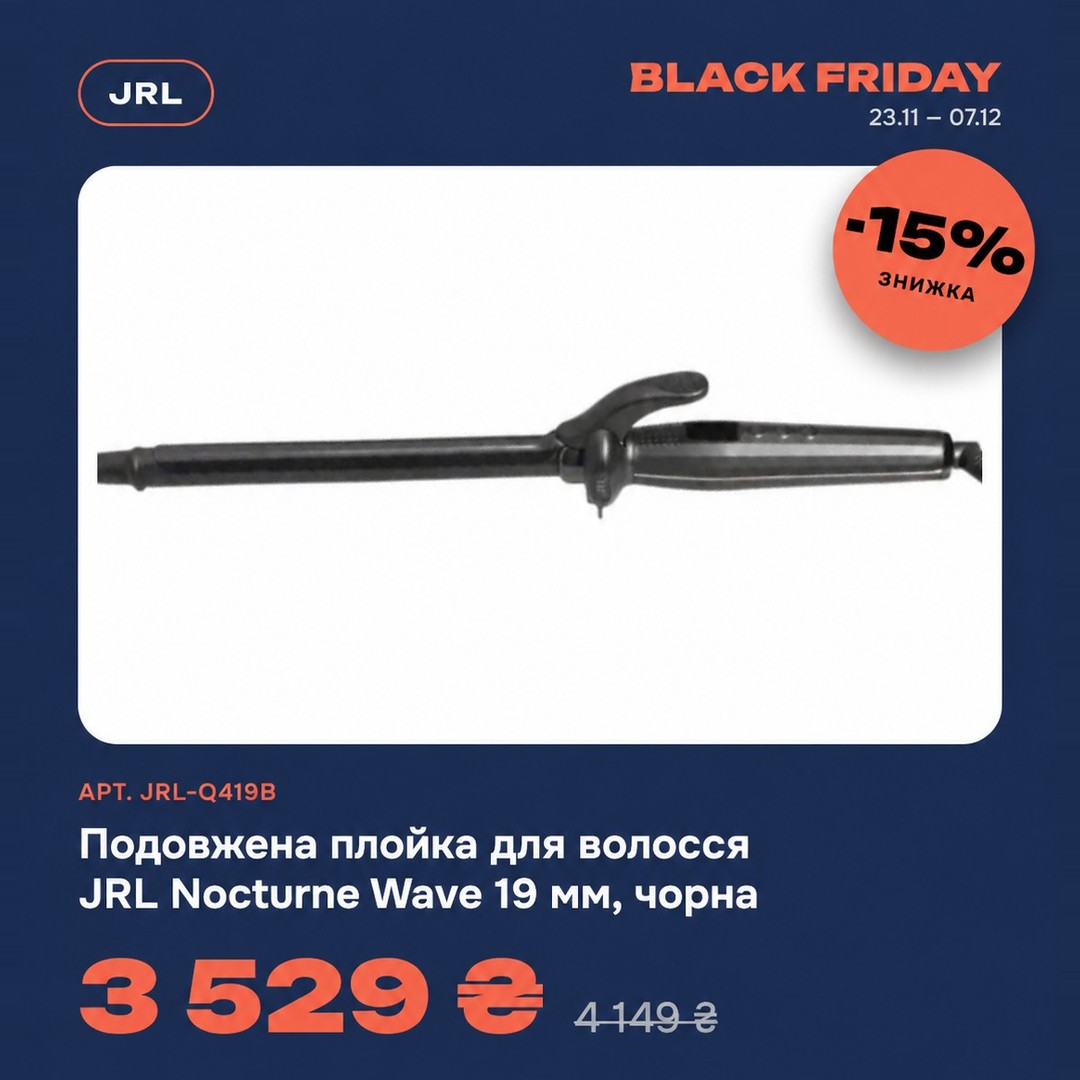 JRL
BLACK FRIDAY
23.11 – 07.12
-15%
ЗНИЖКА
АРТ. JRL-Q419B
Подовжена плойка для волосся
JRL Nocturne Wave 19 мм, чорна
3 529 ₴
4 149 ₴